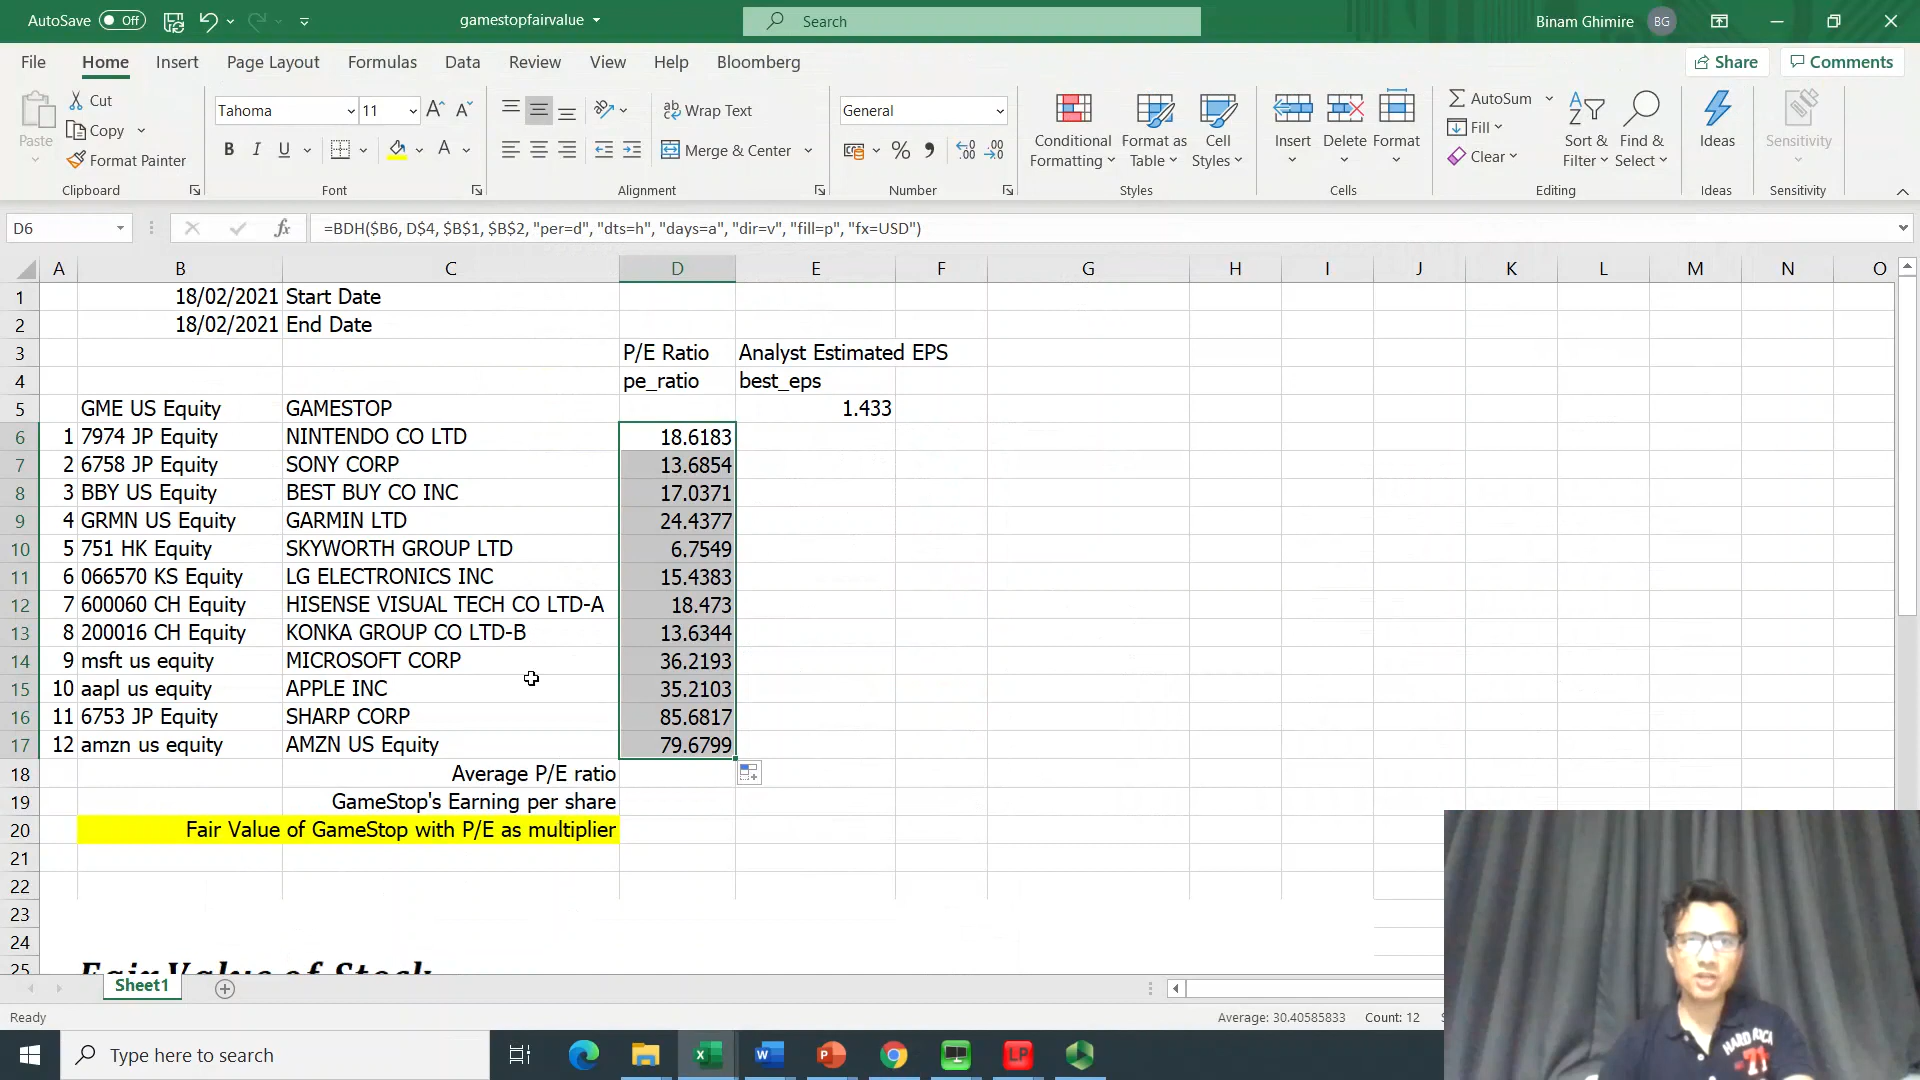 AutoSave Off gamestopfairvalue Search Binam Ghimire BG
File Home Insert Page Layout Formulas Data Review View Help Bloomberg Share Comments
Cut Tahoma 11 Wrap Text General AutoSum
Copy Fill
Paste Format Painter B I U A Merge & Center % Conditional Formatting Format as Table Cell Styles Insert Delete Format Clear Sort & Filter Find & Select Ideas Sensitivity
Clipboard Font Alignment Number Styles Cells Editing Ideas Sensitivity
D6 fx =BDH($B6, D$4, $B$1, $B$2, "per=d", "dts=h", "days=a", "dir=v", "fill=p", "fx=USD")
A B C D E F G H I J K L M N O
1 18/02/2021 Start Date
2 18/02/2021 End Date
3 P/E Ratio Analyst Estimated EPS
4 pe_ratio best_eps
5 GME US Equity GAMESTOP 1.433
6 1 7974 JP Equity NINTENDO CO LTD 18.6183
7 2 6758 JP Equity SONY CORP 13.6854
8 3 BBY US Equity BEST BUY CO INC 17.0371
9 4 GRMN US Equity GARMIN LTD 24.4377
10 5 751 HK Equity SKYWORTH GROUP LTD 6.7549
11 6 066570 KS Equity LG ELECTRONICS INC 15.4383
12 7 600060 CH Equity HISENSE VISUAL TECH CO LTD-A 18.473
13 8 200016 CH Equity KONKA GROUP CO LTD-B 13.6344
14 9 msft us equity MICROSOFT CORP 36.2193
15 10 aapl us equity APPLE INC 35.2103
16 11 6753 JP Equity SHARP CORP 85.6817
17 12 amzn us equity AMZN US Equity 79.6799
18 Average P/E ratio
19 GameStop's Earning per share
20 Fair Value of GameStop with P/E as multiplier
21
22
23
24
25 Fair Value of Stock
Sheet1
Ready Average: 30.40585833 Count: 12
Type here to search
HARD ROCK
71